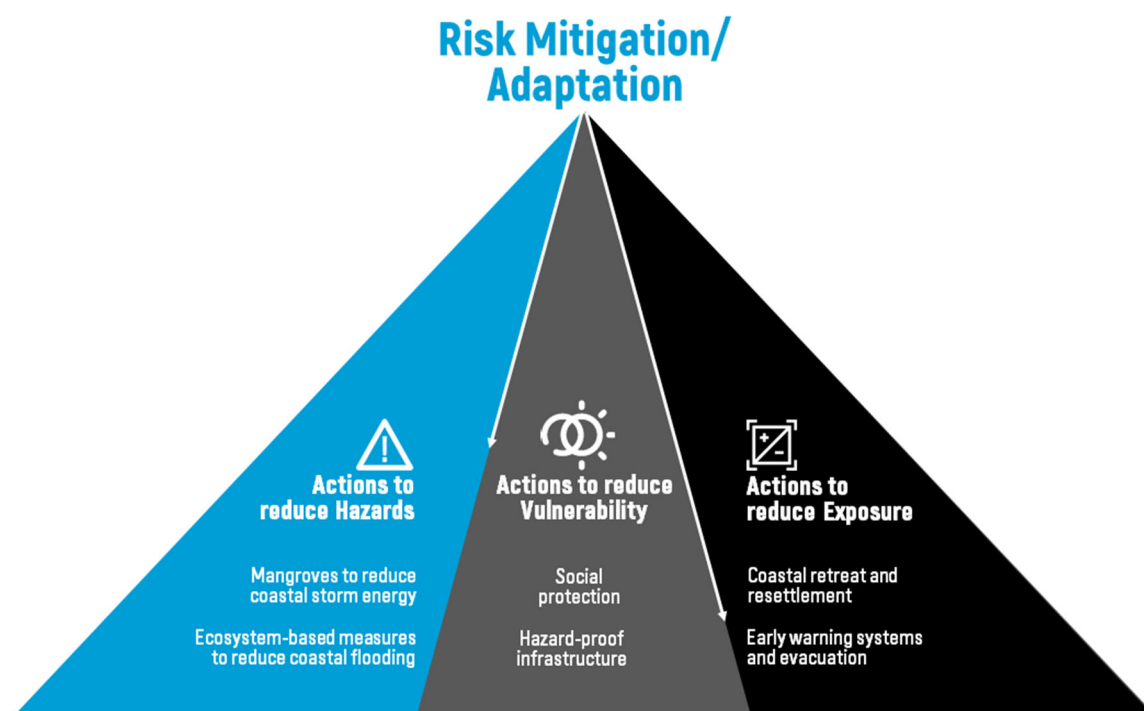 Risk Mitigation/
Adaptation
Actions to
reduce Hazards
Mangroves to reduce
coastal storm energy
Ecosystem-based measures
to reduce coastal flooding
Actions to reduce
Vulnerability
Social
protection
Hazard-proof
infrastructure
Actions to
reduce Exposure
Coastal retreat and
resettlement
Early warning systems
and evacuation